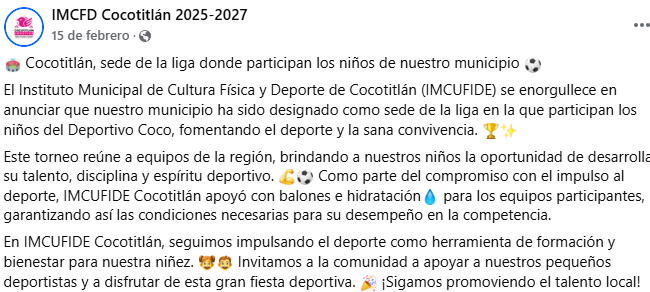 IMCFD Cocotitlán 2025-2027
15 de febrero ·
🏟️ Cocotitlán, sede de la liga donde participan los niños de nuestro municipio ⚽
El Instituto Municipal de Cultura Física y Deporte de Cocotitlán (IMCUFIDE) se enorgullece en
anunciar que nuestro municipio ha sido designado como sede de la liga en la que participan los
niños del Deportivo Coco, fomentando el deporte y la sana convivencia. 🏆✨
Este torneo reúne a equipos de la región, brindando a nuestros niños la oportunidad de desarrolla
su talento, disciplina y espíritu deportivo. 💪⚽ Como parte del compromiso con el impulso al
deporte, IMCUFIDE Cocotitlán apoyó con balones e hidratación💧 para los equipos participantes,
garantizando así las condiciones necesarias para su desempeño en la competencia.
En IMCUFIDE Cocotitlán, seguimos impulsando el deporte como herramienta de formación y
bienestar para nuestra niñez. 👧👦 Invitamos a la comunidad a apoyar a nuestros pequeños
deportistas y a disfrutar de esta gran fiesta deportiva. 🎉 ¡Sigamos promoviendo el talento local!